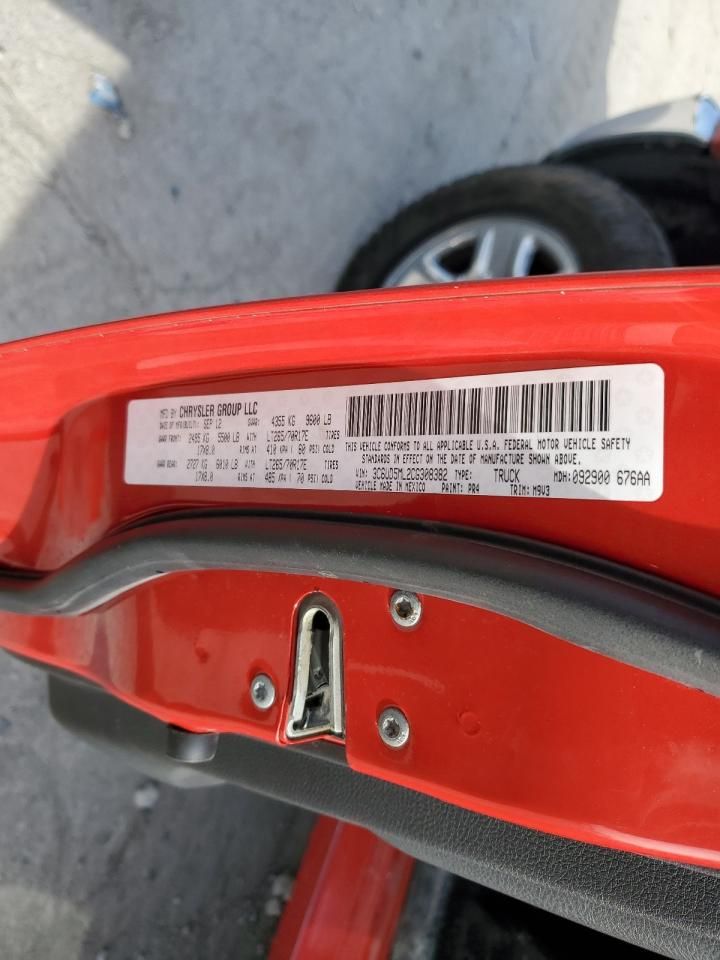 MFD BY CHRYSLER GROUP LLC
DATE OF MFR(BUILT): SEP 12 GVWR: 4355 KG 9600 LB
GAWR FRONT: 2495 KG 5500 LB LT265/70R17E TIRES
17X8.0 RIMS AT 410 KPA( 60 PSI) COLD
GAWR REAR: 2727 KG 6010 LB LT265/70R17E TIRES
17X8.0 RIMS AT 485 KPA( 70 PSI) COLD
THIS VEHICLE CONFORMS TO ALL APPLICABLE U.S.A. FEDERAL MOTOR VEHICLE SAFETY
STANDARDS IN EFFECT ON THE DATE OF MANUFACTURE SHOWN ABOVE.
VIN: 3C6UD5ML2CG308382 TYPE: TRUCK MDH: 092900 676AA
VEHICLE MADE IN MEXICO PAINT: PR4 TRIM: M9V3